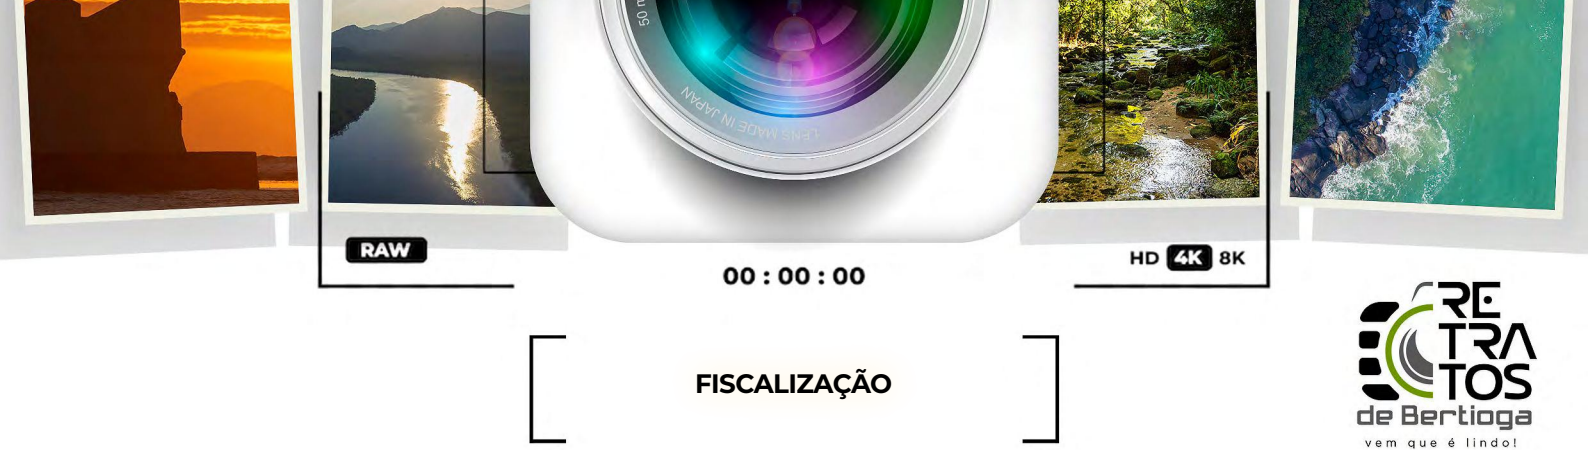 50 m
LENS MADE IN JAPAN
RAW
HD 4K 8K
00 : 00 : 00
FISCALIZAÇÃO
RE
TRA
TOS
de Bertioga
vem que é lindo!